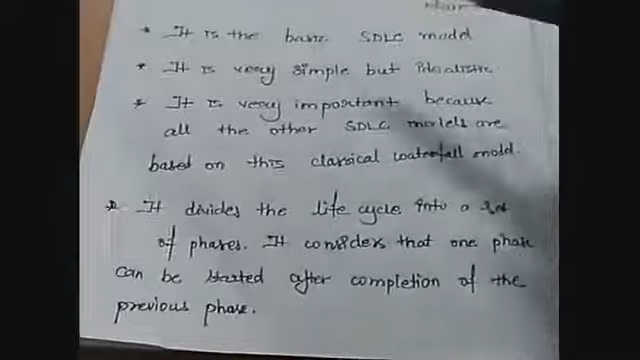 * It is the basic SDLC model
* It is very simple but idealistic
* It is very important because
all the other SDLC models are
based on this classical waterfall model.
* It divides the life cycle into a set
of phases. It considers that one phase
can be started after completion of the
previous phase.